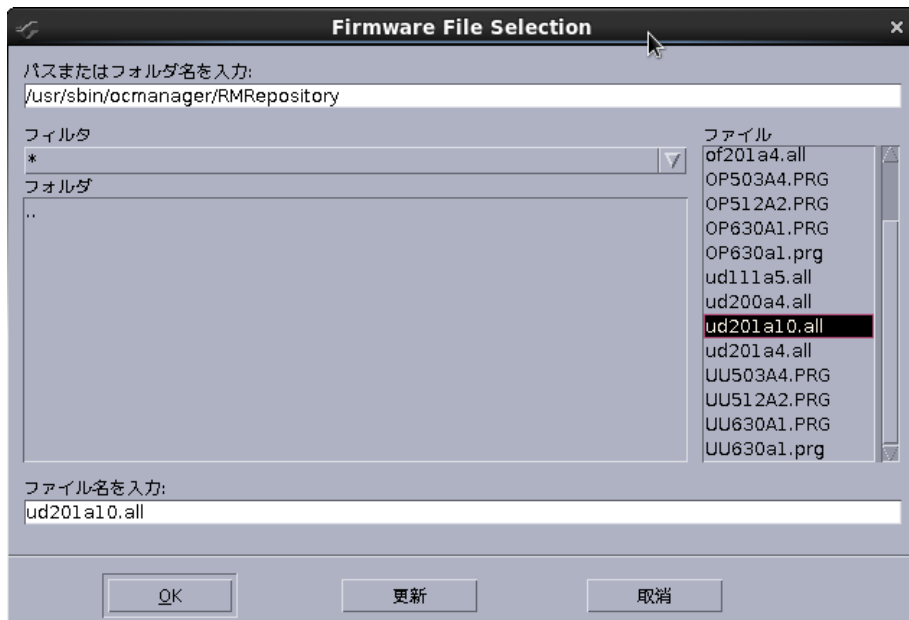 Firmware File Selection
パスまたはフォルダ名を入力:
/usr/sbin/ocmanager/RMRepository
フィルタ
*
フォルダ
..
ファイル
of201a4.all
OP503A4.PRG
OP512A2.PRG
OP630A1.PRG
OP630a1.prg
ud111a5.all
ud200a4.all
ud201a10.all
ud201a4.all
UU503A4.PRG
UU512A2.PRG
UU630A1.PRG
UU630a1.prg
ファイル名を入力:
ud201a10.all
OK
更新
取消